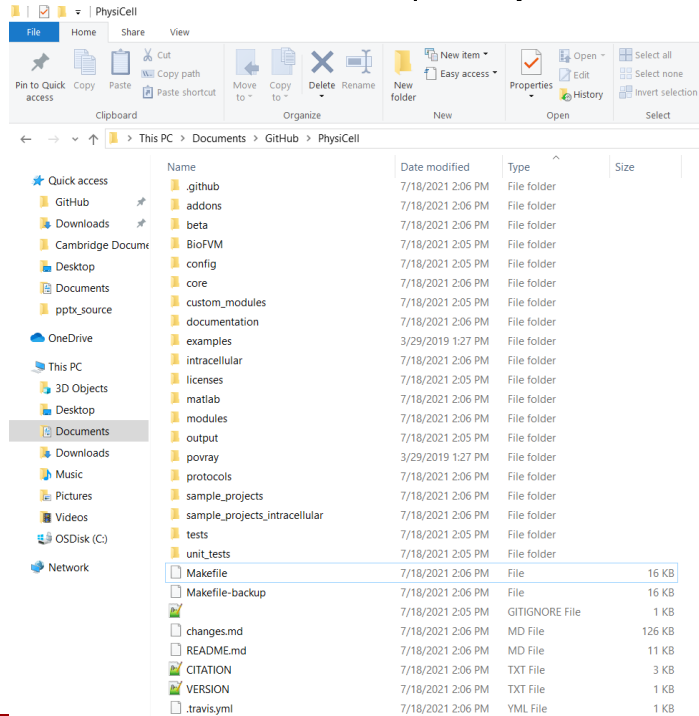 PhysiCell
File Home Share View
Pin to Quick access
Copy
Paste
Cut
Copy path
Paste shortcut
Clipboard
Move to
Copy to
Delete
Rename
Organize
New folder
New item
Easy access
New
Properties
Open
Edit
History
Open
Select all
Select none
Invert selection
Select
This PC > Documents > GitHub > PhysiCell
Quick access
GitHub
Downloads
Cambridge Docume
Desktop
Documents
pptx_source
OneDrive
This PC
3D Objects
Desktop
Documents
Downloads
Music
Pictures
Videos
OSDisk (C:)
Network
Name Date modified Type Size
.github 7/18/2021 2:06 PM File folder
addons 7/18/2021 2:06 PM File folder
beta 7/18/2021 2:06 PM File folder
BioFVM 7/18/2021 2:05 PM File folder
config 7/18/2021 2:05 PM File folder
core 7/18/2021 2:06 PM File folder
custom_modules 7/18/2021 2:05 PM File folder
documentation 7/18/2021 2:06 PM File folder
examples 3/29/2019 1:27 PM File folder
intracellular 7/18/2021 2:06 PM File folder
licenses 7/18/2021 2:05 PM File folder
matlab 7/18/2021 2:06 PM File folder
modules 7/18/2021 2:06 PM File folder
output 7/18/2021 2:05 PM File folder
povray 3/29/2019 1:27 PM File folder
protocols 7/18/2021 2:06 PM File folder
sample_projects 7/18/2021 2:06 PM File folder
sample_projects_intracellular 7/18/2021 2:06 PM File folder
tests 7/18/2021 2:05 PM File folder
unit_tests 7/18/2021 2:05 PM File folder
Makefile 7/18/2021 2:06 PM File 16 KB
Makefile-backup 7/18/2021 2:06 PM File 16 KB
7/18/2021 2:05 PM GITIGNORE File 1 KB
changes.md 7/18/2021 2:06 PM MD File 126 KB
README.md 7/18/2021 2:06 PM MD File 11 KB
CITATION 7/18/2021 2:06 PM TXT File 3 KB
VERSION 7/18/2021 2:06 PM TXT File 1 KB
.travis.yml 7/18/2021 2:06 PM YML File 1 KB